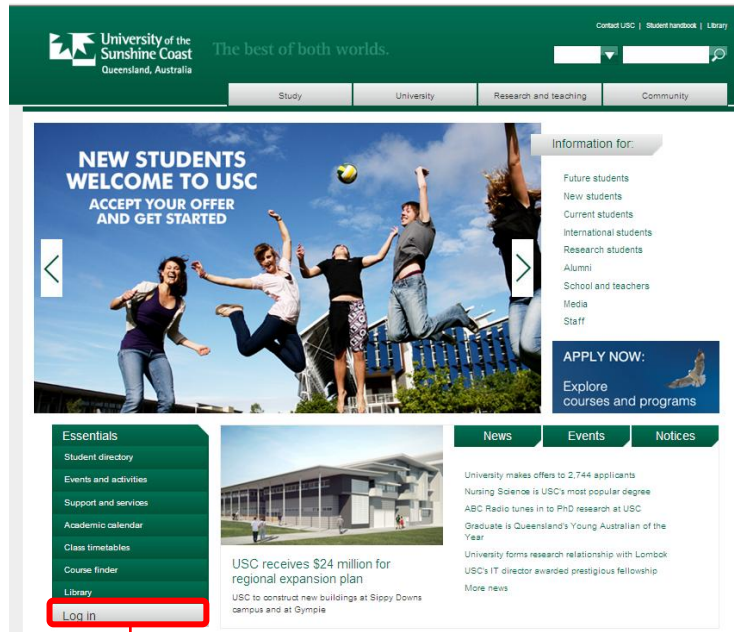 Contact USC | Student handbook | Library
University of the
Sunshine Coast
Queensland, Australia
The best of both worlds.
Study
University
Research and teaching
Community
NEW STUDENTS
WELCOME TO USC
ACCEPT YOUR OFFER
AND GET STARTED
Information for:
Future students
New students
Current students
International students
Research students
Alumni
School and teachers
Media
Staff
APPLY NOW:
Explore
courses and programs
Essentials
Student directory
Events and activities
Support and services
Academic calendar
Class timetables
Course finder
Library
Log in
USC receives $24 million for
regional expansion plan
USC to construct new buildings at Sippy Downs
campus and at Gympie
News
Events
Notices
University makes offers to 2,744 applicants
Nursing Science is USC's most popular degree
ABC Radio tunes in to PhD research at USC
Graduate is Queensland's Young Australian of the
Year
University forms research relationship with Lombok
USC's IT director awarded prestigious fellowship
More news